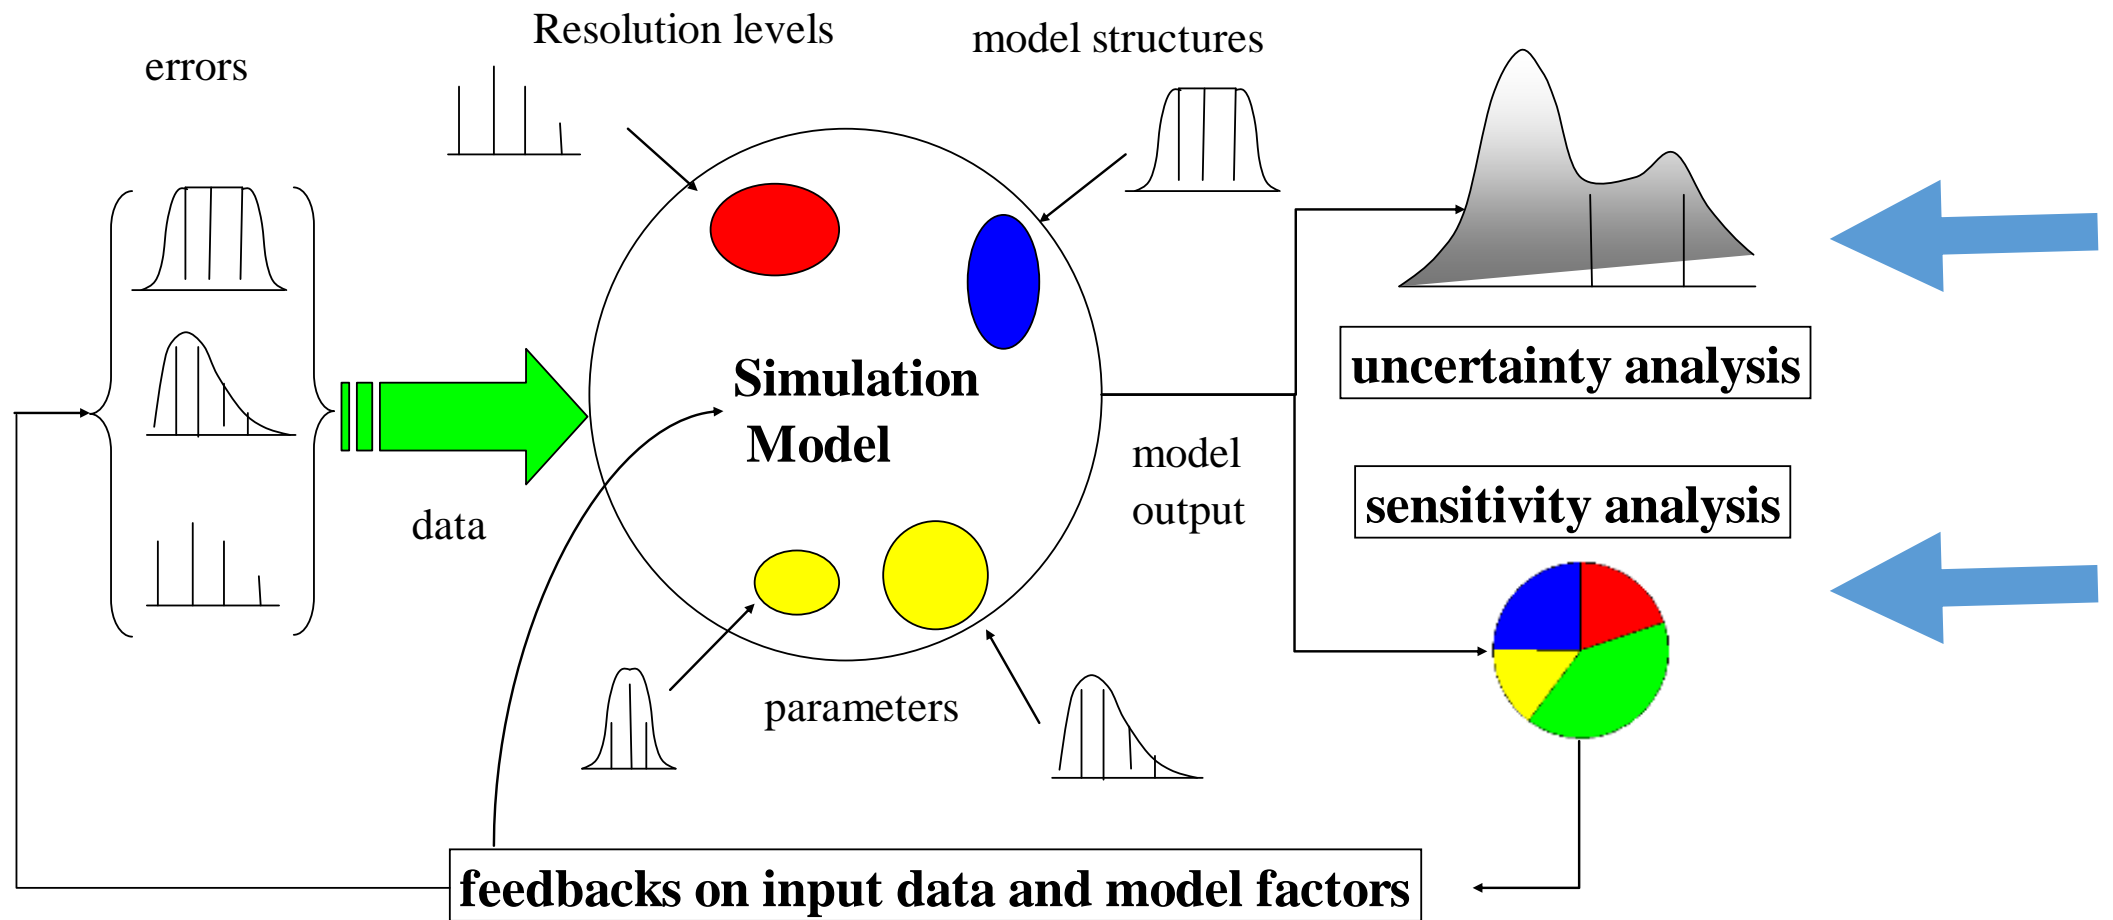 Resolution levels
model structures
errors
uncertainty analysis
Simulation
Model
model
output
sensitivity analysis
data
parameters
feedbacks on input data and model factors